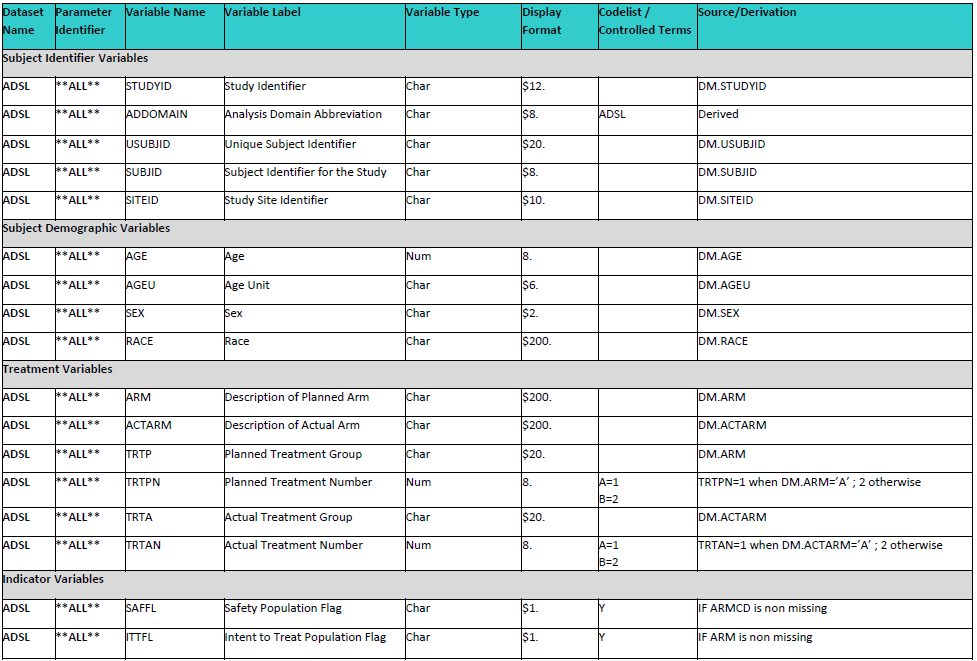 Dataset Name Parameter Identifier Variable Name Variable Label Variable Type Display Format Codelist / Controlled Terms Source/Derivation
Subject Identifier Variables
ADSL **ALL** STUDYID Study Identifier Char $12. DM.STUDYID
ADSL **ALL** ADDOMAIN Analysis Domain Abbreviation Char $8. ADSL Derived
ADSL **ALL** USUBJID Unique Subject Identifier Char $20. DM.USUBJID
ADSL **ALL** SUBJID Subject Identifier for the Study Char $8. DM.SUBJID
ADSL **ALL** SITEID Study Site Identifier Char $10. DM.SITEID
Subject Demographic Variables
ADSL **ALL** AGE Age Num 8. DM.AGE
ADSL **ALL** AGEU Age Unit Char $6. DM.AGEU
ADSL **ALL** SEX Sex Char $2. DM.SEX
ADSL **ALL** RACE Race Char $200. DM.RACE
Treatment Variables
ADSL **ALL** ARM Description of Planned Arm Char $200. DM.ARM
ADSL **ALL** ACTARM Description of Actual Arm Char $200. DM.ACTARM
ADSL **ALL** TRTP Planned Treatment Group Char $20. DM.ARM
ADSL **ALL** TRTPN Planned Treatment Number Num 8. A=1 TRTPN=1 when DM.ARM=’A’ ; 2 otherwise
B=2
ADSL **ALL** TRTA Actual Treatment Group Char $20. DM.ACTARM
ADSL **ALL** TRTAN Actual Treatment Number Num 8. A=1 TRTAN=1 when DM.ACTARM=’A’ ; 2 otherwise
B=2
Indicator Variables
ADSL **ALL** SAFFL Safety Population Flag Char $1. Y IF ARMCD is non missing
ADSL **ALL** ITTFL Intent to Treat Population Flag Char $1. Y IF ARM is non missing